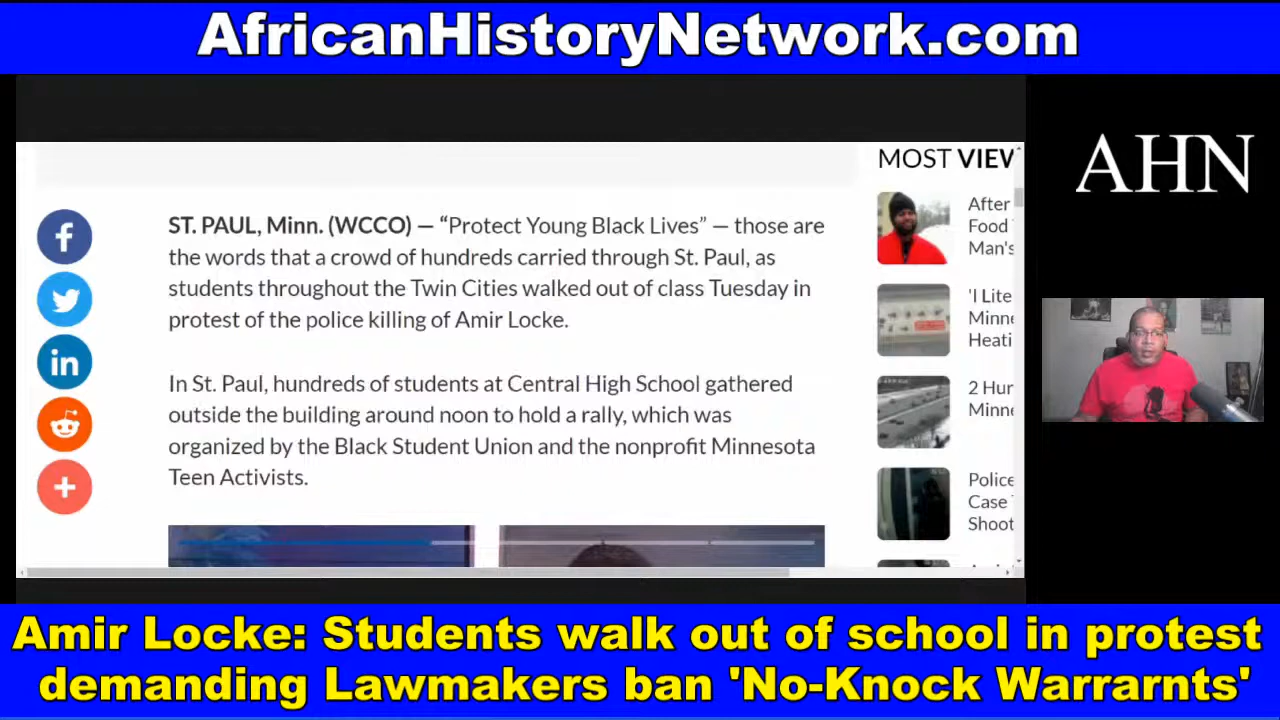 AfricanHistoryNetwork.com
AHN
MOST VIEW
ST. PAUL, Minn. (WCCO) — “Protect Young Black Lives” — those are
the words that a crowd of hundreds carried through St. Paul, as
students throughout the Twin Cities walked out of class Tuesday in
protest of the police killing of Amir Locke.
In St. Paul, hundreds of students at Central High School gathered
outside the building around noon to hold a rally, which was
organized by the Black Student Union and the nonprofit Minnesota
Teen Activists.
After
Food
Man's
'I Lite
Minne
Heati
2 Hur
Minne
Police
Case
Shoot
Amir Locke: Students walk out of school in protest
demanding Lawmakers ban 'No-Knock Warrarnts'